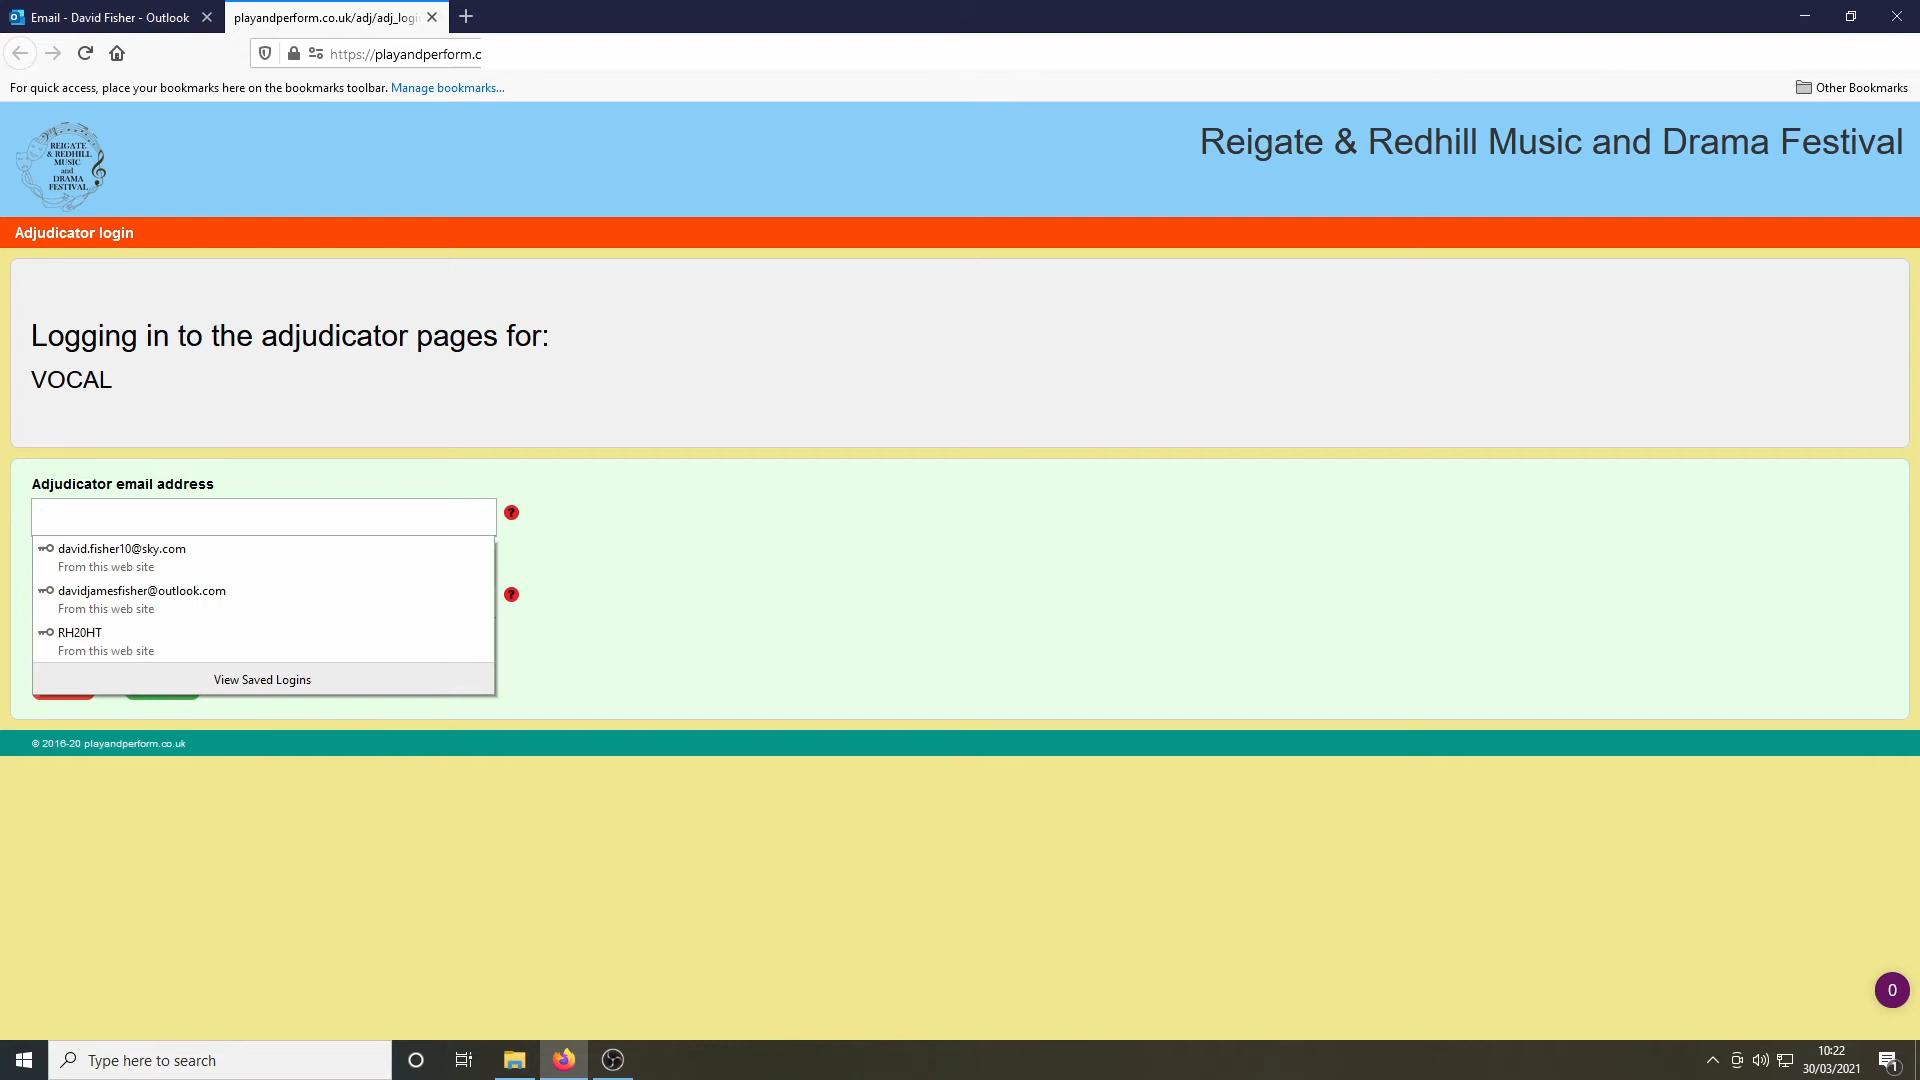 Email - David Fisher - Outlook
playandperform.co.uk/adj/adj_logi
https://playandperform.c
For quick access, place your bookmarks here on the bookmarks toolbar. Manage bookmarks...
Other Bookmarks
REIGATE
& REDHILL
MUSIC
and
DRAMA
FESTIVAL
Reigate & Redhill Music and Drama Festival
Adjudicator login
Logging in to the adjudicator pages for:
VOCAL
Adjudicator email address
?
david.fisher10@sky.com
From this web site
davidjamesfisher@outlook.com
From this web site
?
RH20HT
From this web site
View Saved Logins
© 2016-20 playandperform.co.uk
0
Type here to search
10:22
30/03/2021
1